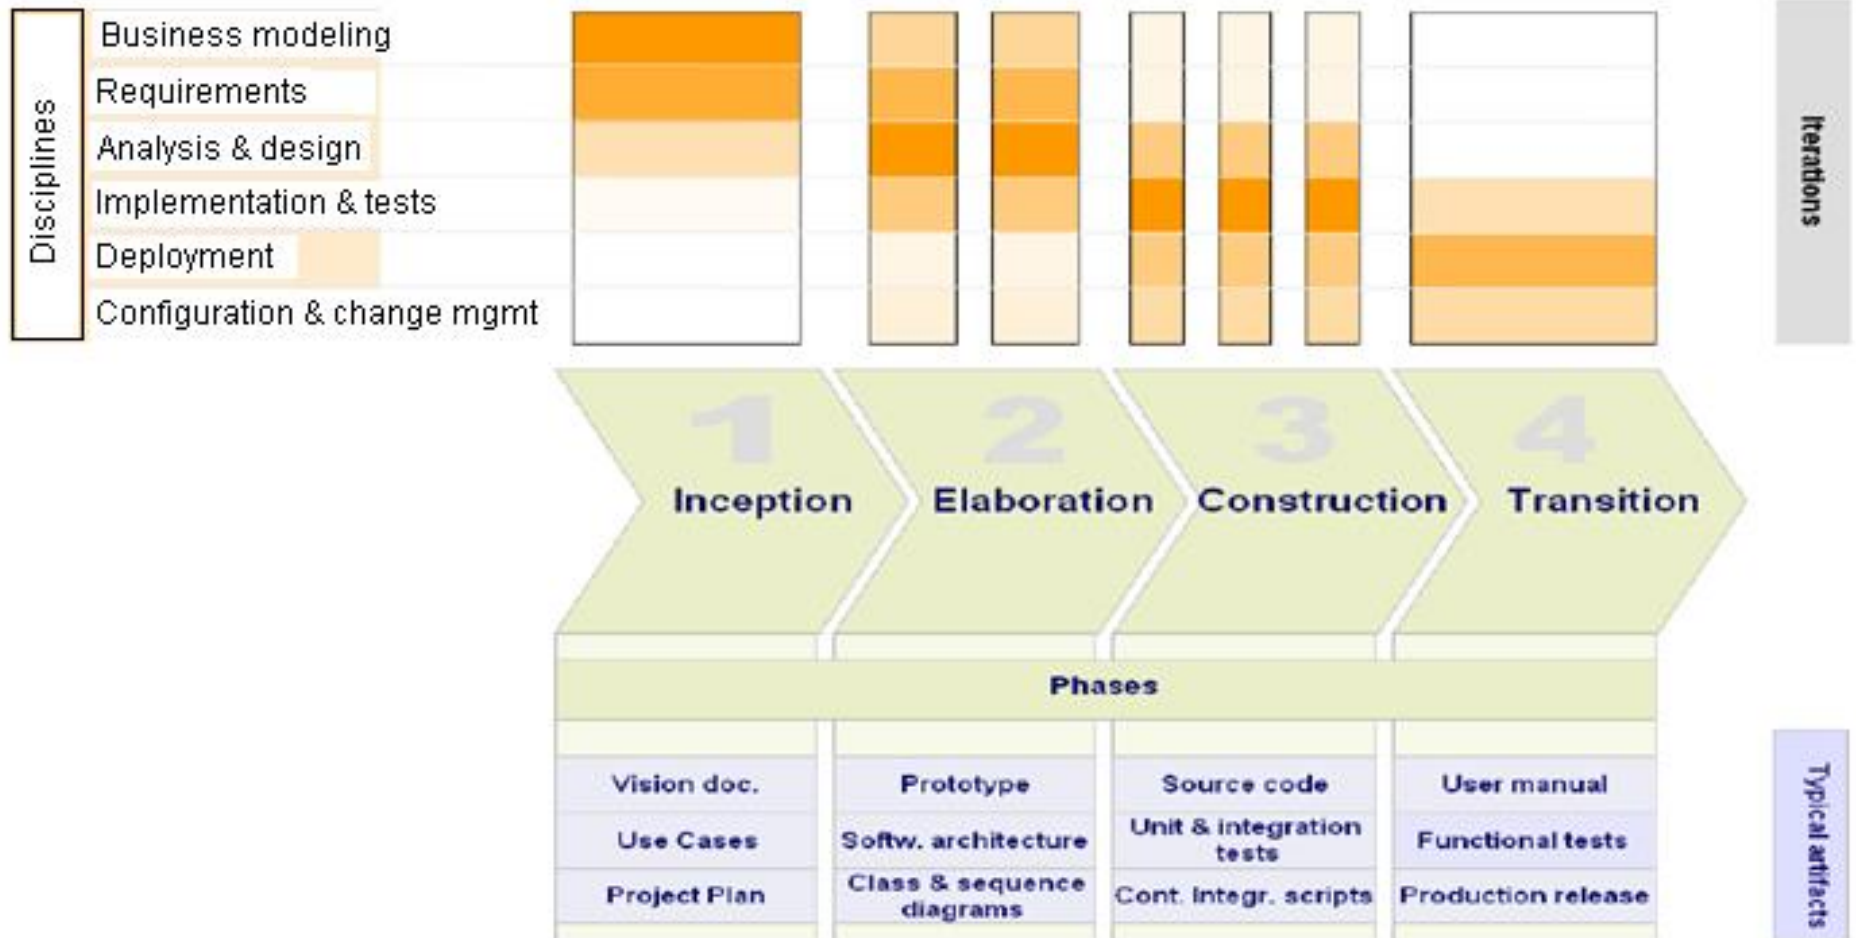 Disciplines
Business modeling
Requirements
Analysis & design
Implementation & tests
Deployment
Configuration & change mgmt
Iterations
1
2
3
4
Inception
Elaboration
Construction
Transition
Phases
Vision doc.
Prototype
Source code
User manual
Use Cases
Softw. architecture
Unit & integration
tests
Functional tests
Project Plan
Class & sequence
diagrams
Cont. Integr. scripts
Production release
Typical artifacts